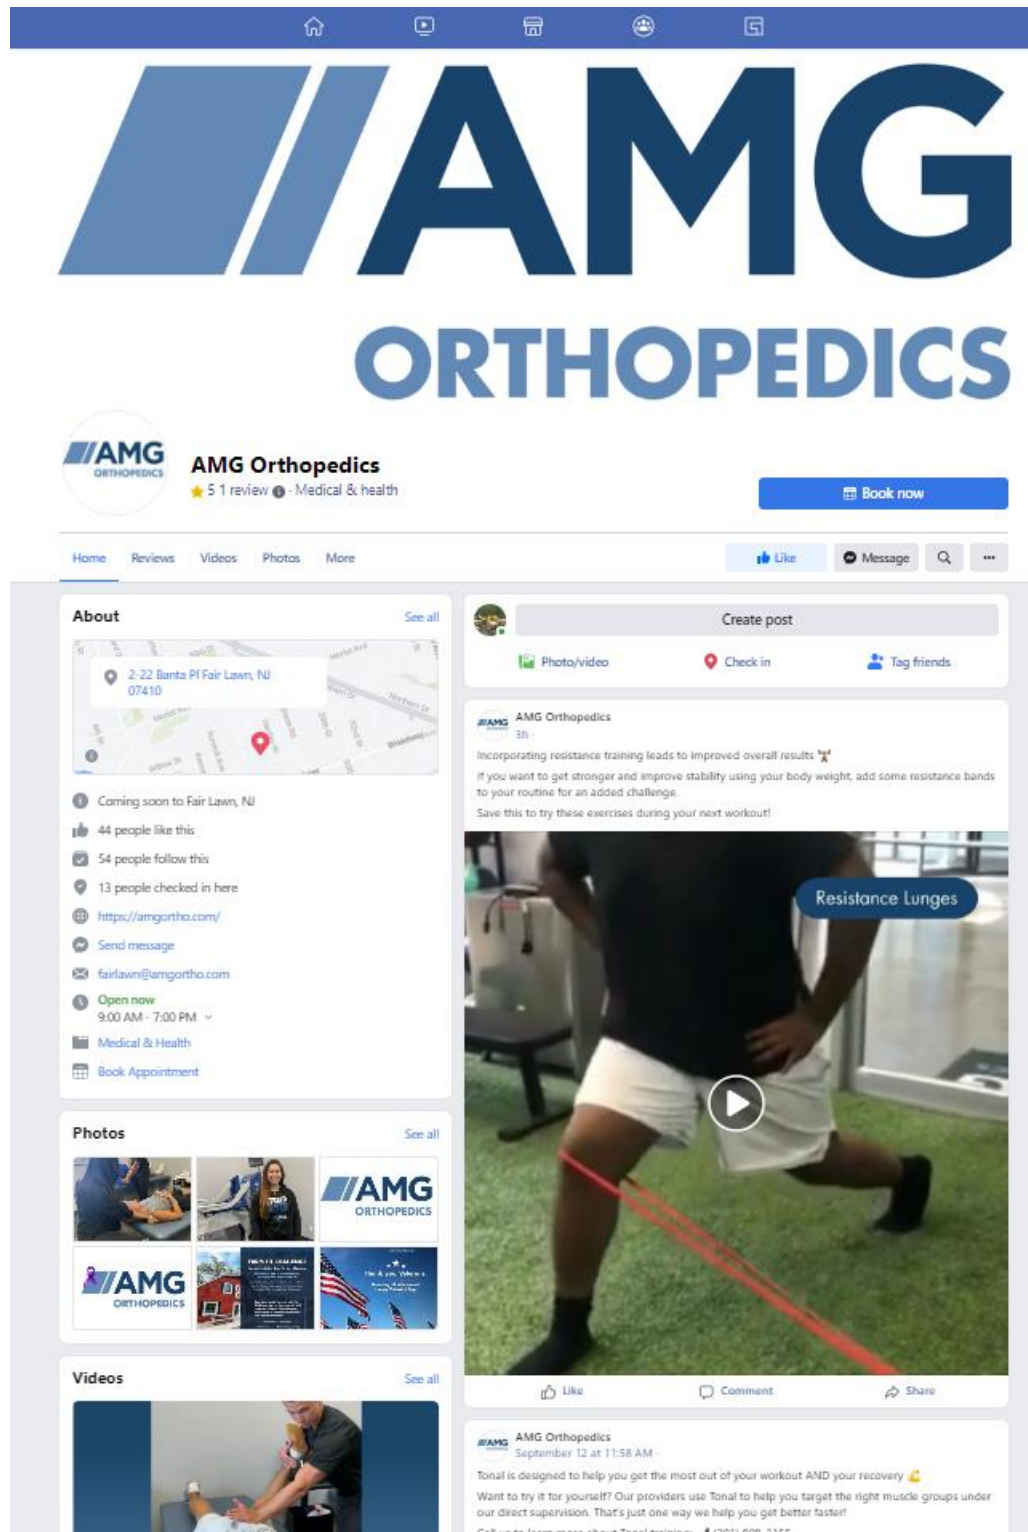 AMG
ORTHOPEDICS
AMG
ORTHOPEDICS
AMG Orthopedics
5 1 review · Medical & health
Book now
Home Reviews Videos Photos More
Like Message
About
See all
2-22 Banta Pl Fair Lawn, NJ
07410
Coming soon to Fair Lawn, NJ
44 people like this
54 people follow this
13 people checked in here
https://amgortho.com/
Send message
fairlawn@amgortho.com
Open now
9:00 AM - 7:00 PM
Medical & Health
Book Appointment
Photos
See all
AMG
ORTHOPEDICS
AMG
ORTHOPEDICS
Videos
See all
Create post
Photo/video Check in Tag friends
AMG
AMG Orthopedics
3h ·
Incorporating resistance training leads to improved overall results
If you want to get stronger and improve stability using your body weight, add some resistance bands
to your routine for an added challenge.
Save this to try these exercises during your next workout!
Resistance Lunges
Like Comment Share
AMG
AMG Orthopedics
September 12 at 11:58 AM ·
Tonal is designed to help you get the most out of your workout AND your recovery
Want to try it for yourself? Our providers use Tonal to help you target the right muscle groups under
our direct supervision. That's just one way we help you get better faster!
Call us to learn more about Tonal training: